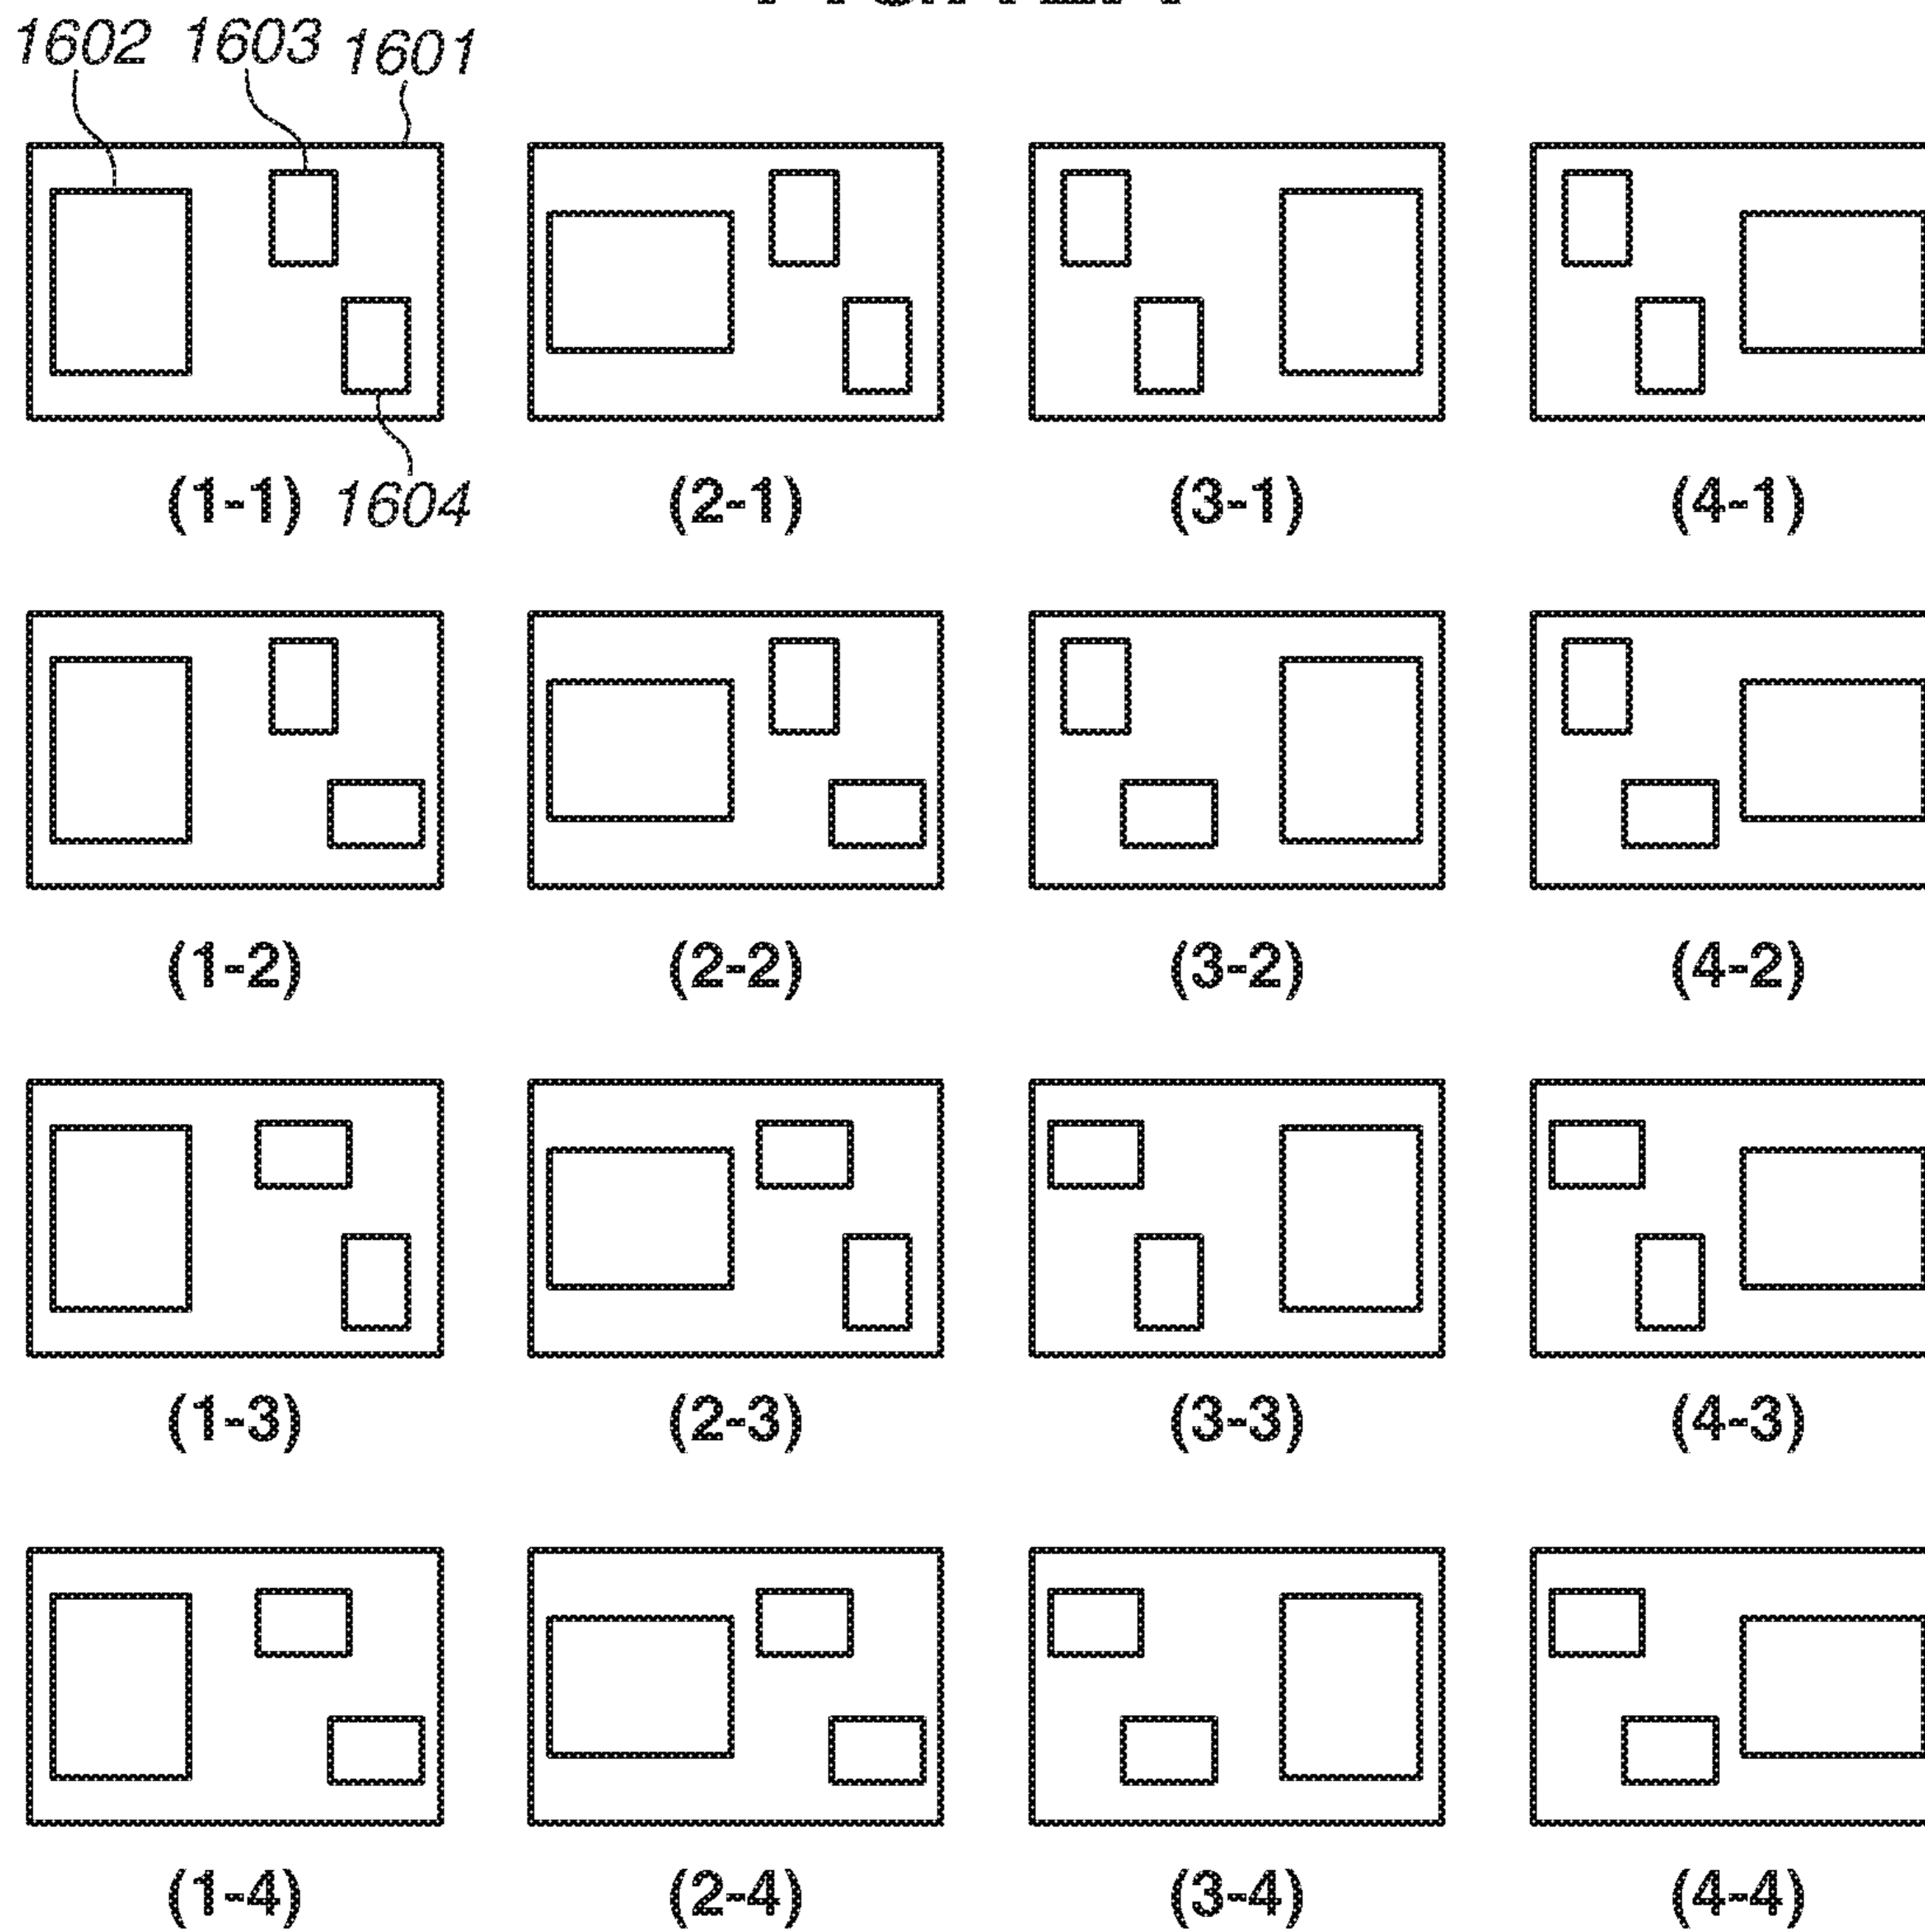 1602 1603 1601
(1-1) 1604 (2-1) (3-1) (4-1)
(1-2) (2-2) (3-2) (4-2)
(1-3) (2-3) (3-3) (4-3)
(1-4) (2-4) (3-4) (4-4)